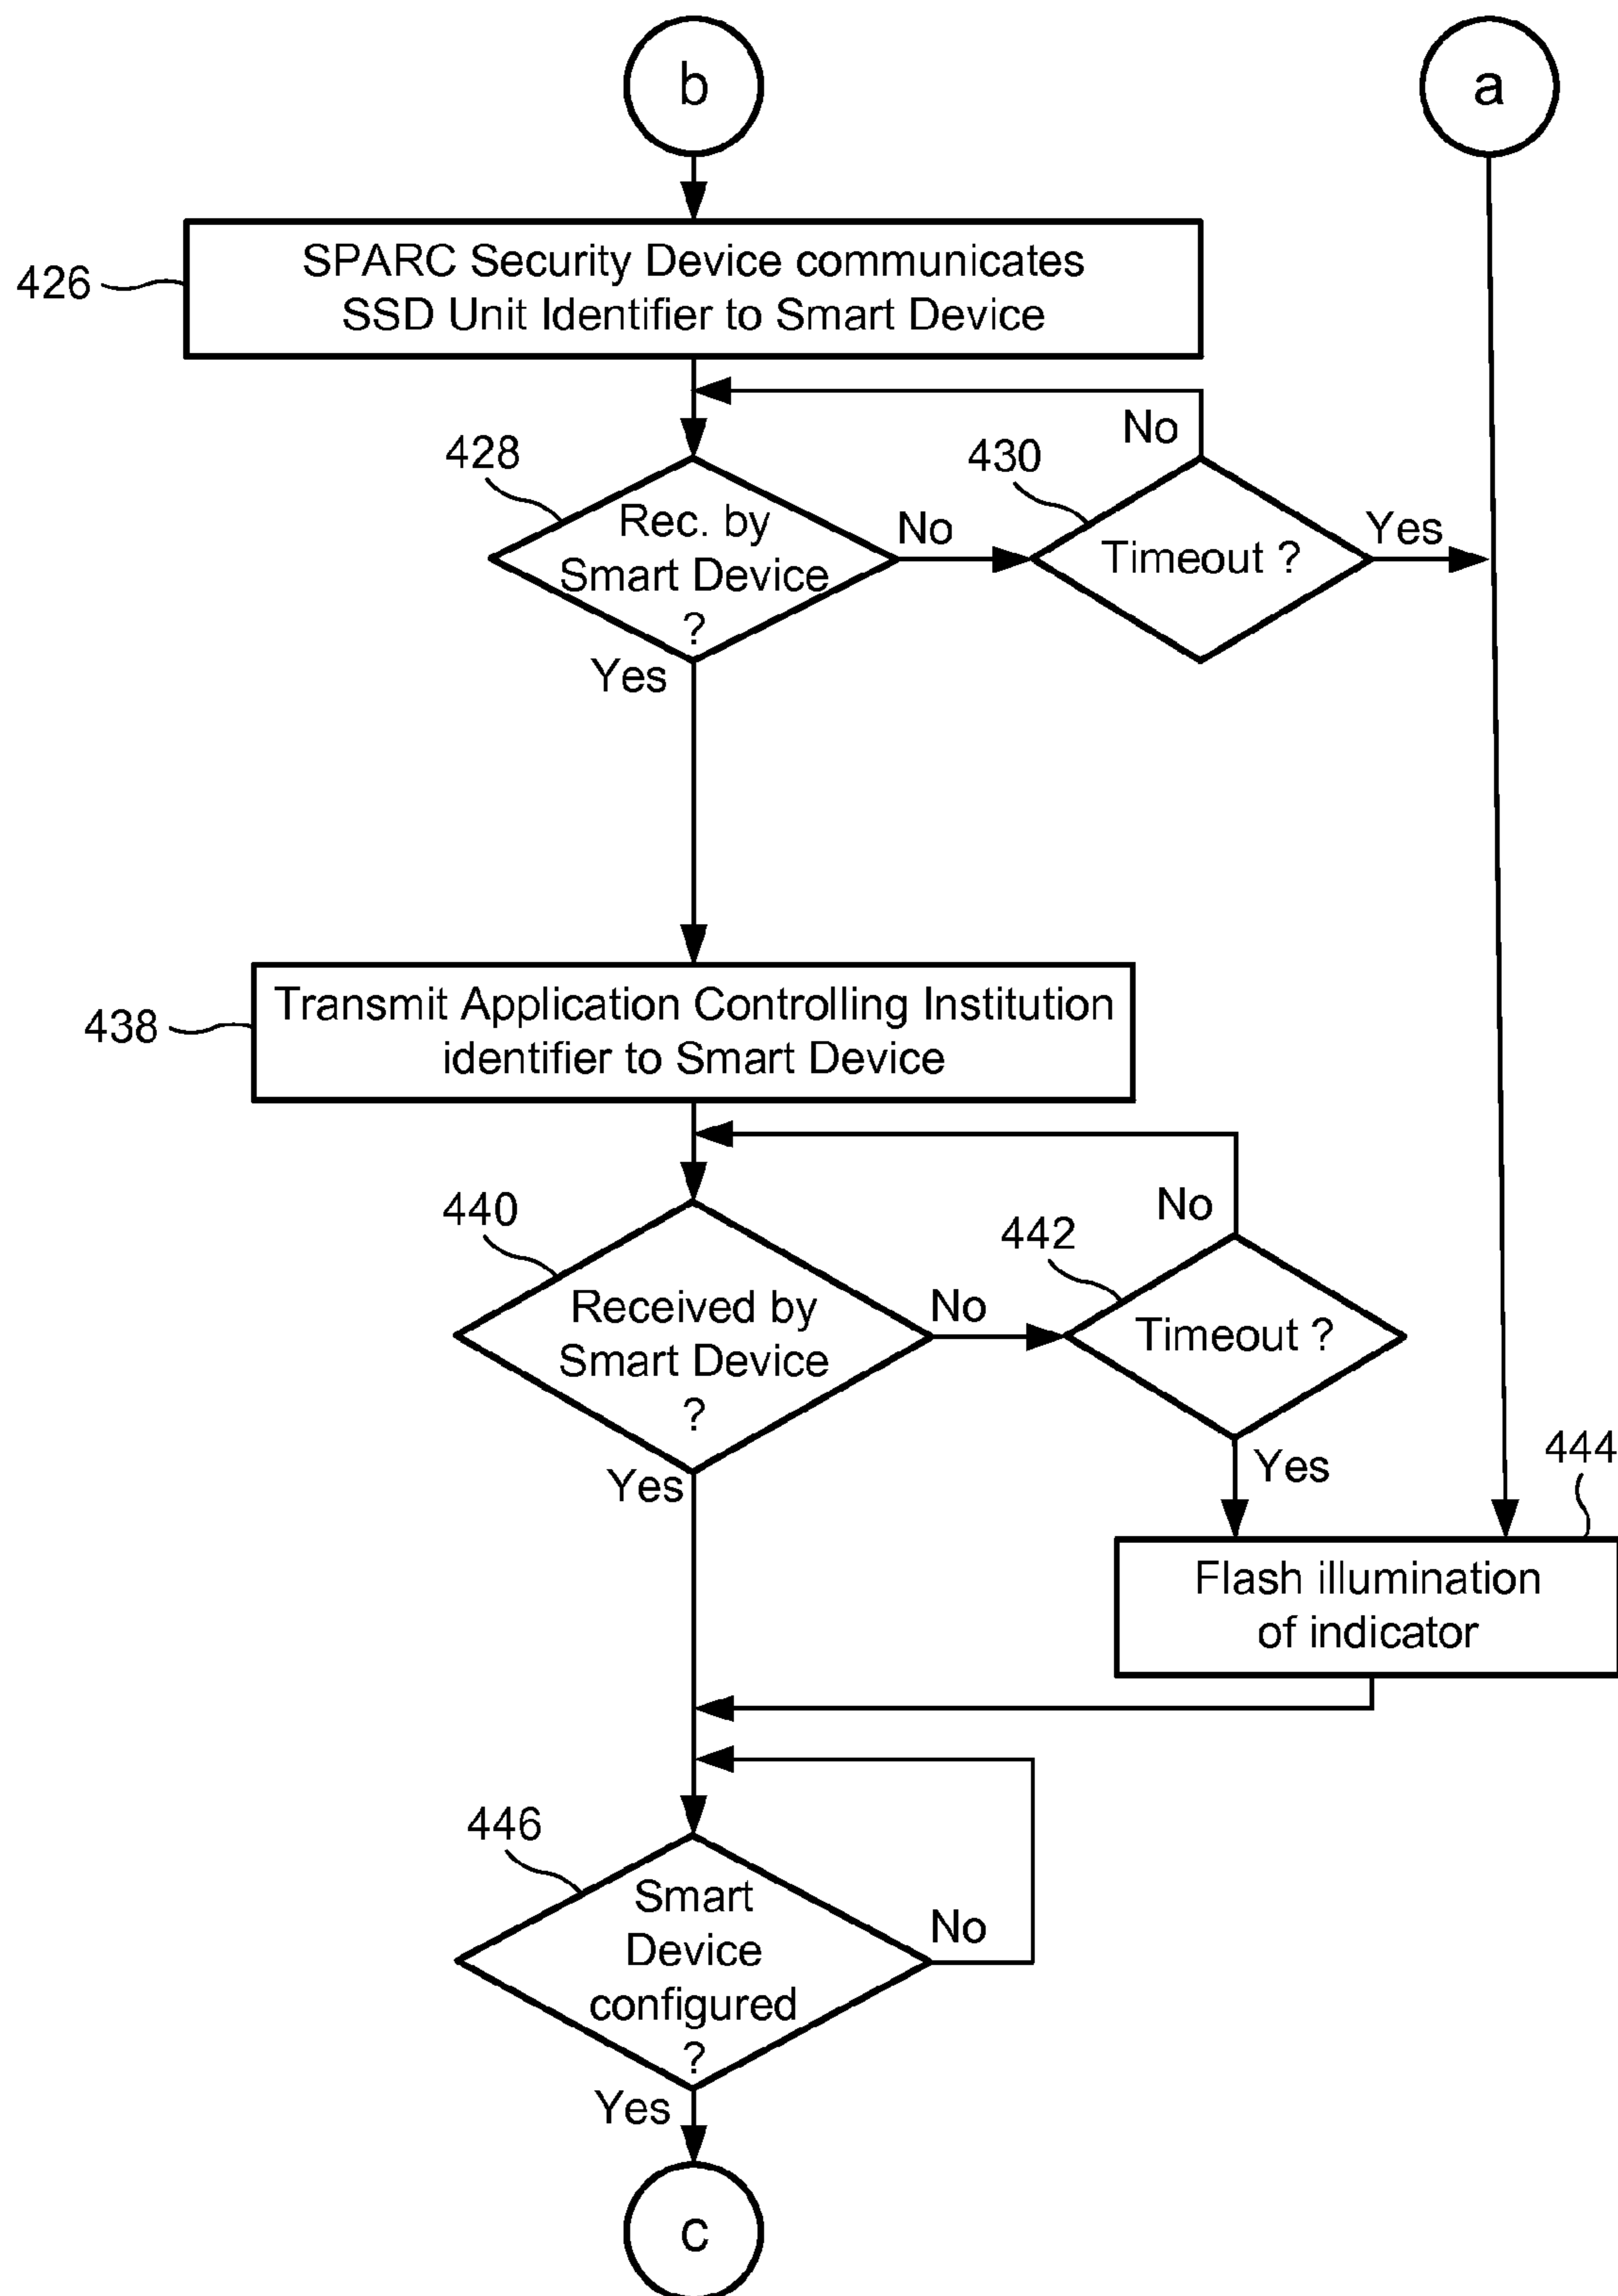 b
a
426
SPARC Security Device communicates
SSD Unit Identifier to Smart Device
No
428
430
Rec. by
Smart Device
?
No
Timeout ?
Yes
Yes
438
Transmit Application Controlling Institution
identifier to Smart Device
440
No
442
Received by
Smart Device
?
No
Timeout ?
Yes
Yes
444
Flash illumination
of indicator
446
Smart
Device
configured
?
No
Yes
c